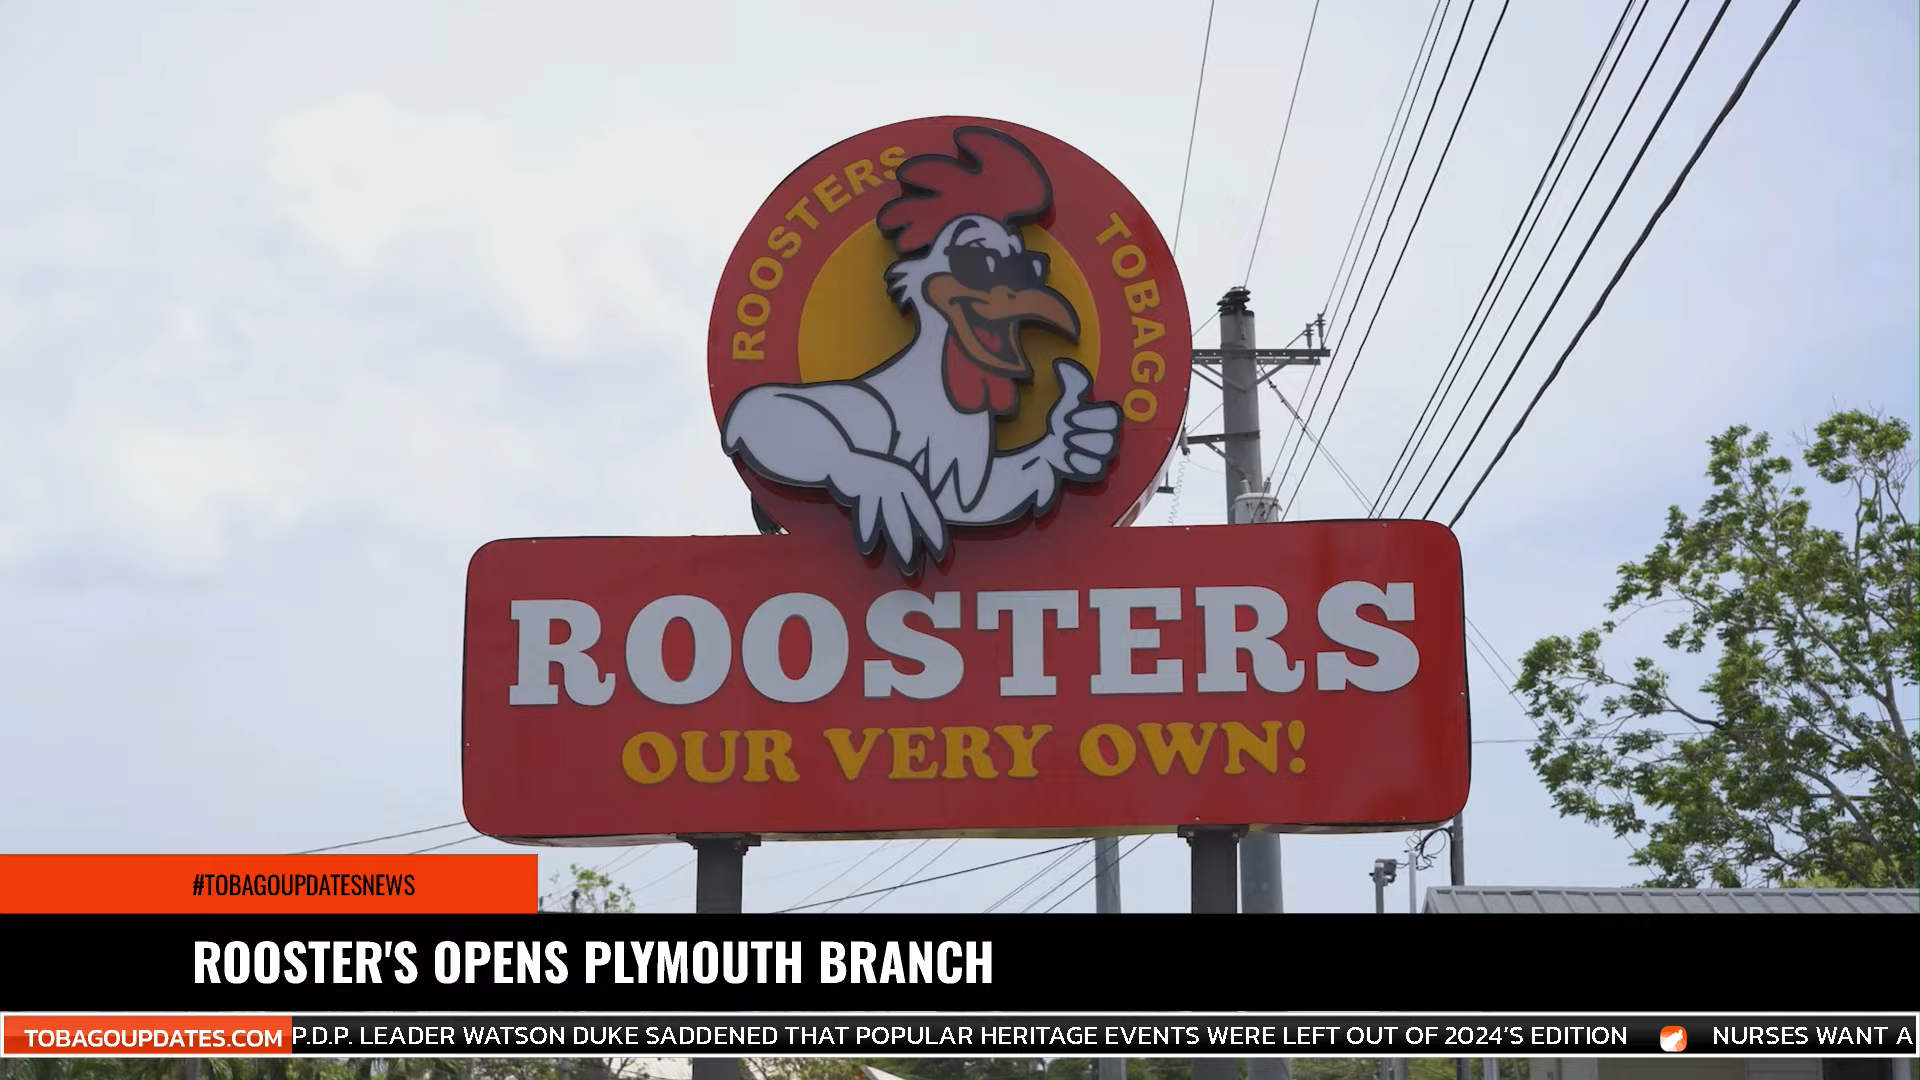 ROOSTERS TOBAGO
ROOSTERS
OUR VERY OWN!
#TOBAGOUPDATESNEWS
ROOSTER'S OPENS PLYMOUTH BRANCH
TOBAGOUPDATES.COM P.D.P. LEADER WATSON DUKE SADDENED THAT POPULAR HERITAGE EVENTS WERE LEFT OUT OF 2024'S EDITION NURSES WANT A